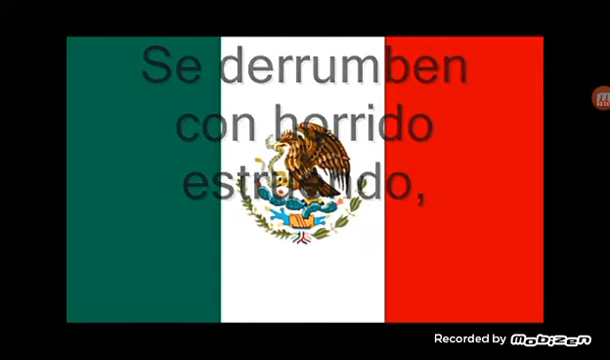 Se derrumben
con horrido
estruendo,
Recorded by Mobizen